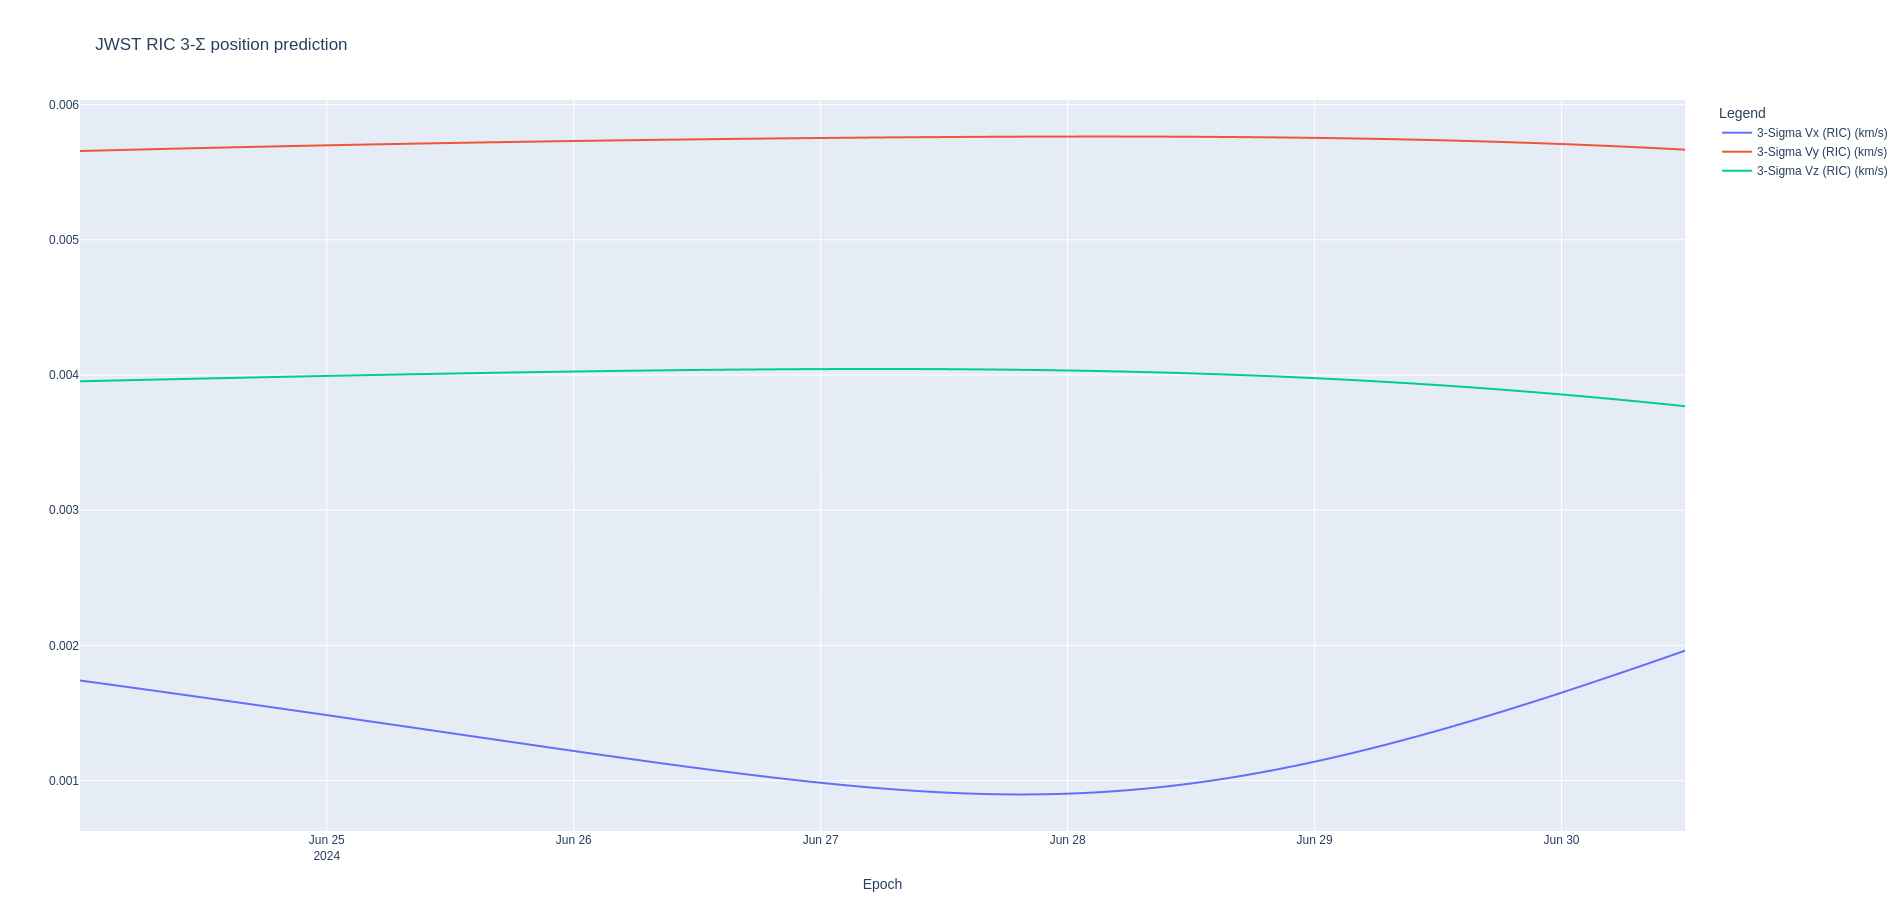 JWST RIC 3-Σ position prediction
0.006
0.005
0.004
0.003
0.002
0.001
Jun 25
2024
Jun 26
Jun 27
Jun 28
Jun 29
Jun 30
Epoch
Legend
3-Sigma Vx (RIC) (km/s)
3-Sigma Vy (RIC) (km/s)
3-Sigma Vz (RIC) (km/s)